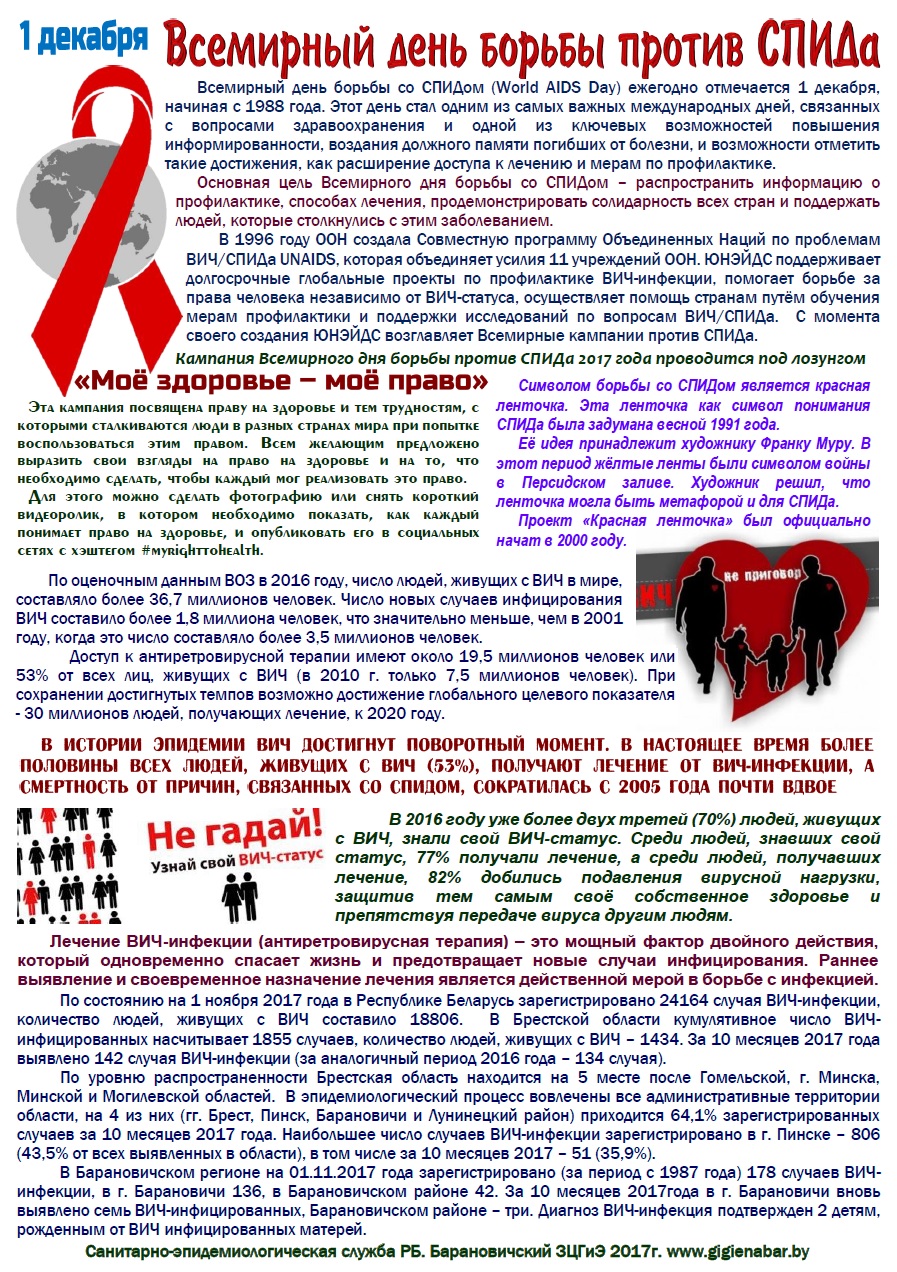 1 декабря
Всемирный день борьбы против СПИДа
Всемирный день борьбы со СПИДом (World AIDS Day) ежегодно отмечается 1 декабря,
начиная с 1988 года. Этот день стал одним из самых важных международных дней, связанных
с вопросами здравоохранения и одной из ключевых возможностей повышения
информированности, воздания должного памяти погибших от болезни, и возможности отметить
такие достижения, как расширение доступа к лечению и мерам по профилактике.
Основная цель Всемирного дня борьбы со СПИДом – распространить информацию о
профилактике, способах лечения, продемонстрировать солидарность всех стран и поддержать
людей, которые столкнулись с этим заболеванием.
В 1996 году ООН создала Совместную программу Объединенных Наций по проблемам
ВИЧ/СПИДа UNAIDS, которая объединяет усилия 11 учреждений ООН. ЮНЭЙДС поддерживает
долгосрочные глобальные проекты по профилактике ВИЧ-инфекции, помогает борьбе за
права человека независимо от ВИЧ-статуса, осуществляет помощь странам путём обучения
мерам профилактики и поддержки исследований по вопросам ВИЧ/СПИДа. С момента
своего создания ЮНЭЙДС возглавляет Всемирные кампании против СПИДа.
Кампания Всемирного дня борьбы против СПИДа 2017 года проводится под лозунгом
«Моё здоровье – моё право»
Эта кампания посвящена праву на здоровье и тем трудностям, с
которыми сталкиваются люди в разных странах мира при попытке
воспользоваться этим правом. Всем желающим предложено
выразить свои взгляды на право на здоровье и на то, что
необходимо сделать, чтобы каждый мог реализовать это право.
Для этого можно сделать фотографию или снять короткий
видеоролик, в котором необходимо показать, как каждый
понимает право на здоровье, и опубликовать его в социальных
сетях с хэштегом #myrighttohealth.
Символом борьбы со СПИДом является красная
ленточка. Эта ленточка как символ понимания
СПИДа была задумана весной 1991 года.
Её идея принадлежит художнику Франку Муру. В
этот период жёлтые ленты были символом войны
в Персидском заливе. Художник решил, что
ленточка могла быть метафорой и для СПИДа.
Проект «Красная ленточка» был официально
начат в 2000 году.
ВИЧ не приговор
По оценочным данным ВОЗ в 2016 году, число людей, живущих с ВИЧ в мире,
составляло более 36,7 миллионов человек. Число новых случаев инфицирования
ВИЧ составило более 1,8 миллиона человек, что значительно меньше, чем в 2001
году, когда это число составляло более 3,5 миллионов человек.
Доступ к антиретровирусной терапии имеют около 19,5 миллионов человек или
53% от всех лиц, живущих с ВИЧ (в 2010 г. только 7,5 миллионов человек). При
сохранении достигнутых темпов возможно достижение глобального целевого показателя
- 30 миллионов людей, получающих лечение, к 2020 году.
В ИСТОРИИ ЭПИДЕМИИ ВИЧ ДОСТИГНУТ ПОВОРОТНЫЙ МОМЕНТ. В НАСТОЯЩЕЕ ВРЕМЯ БОЛЕЕ
ПОЛОВИНЫ ВСЕХ ЛЮДЕЙ, ЖИВУЩИХ С ВИЧ (53%), ПОЛУЧАЮТ ЛЕЧЕНИЕ ОТ ВИЧ-ИНФЕКЦИИ, А
СМЕРТНОСТЬ ОТ ПРИЧИН, СВЯЗАННЫХ СО СПИДОМ, СОКРАТИЛАСЬ С 2005 ГОДА ПОЧТИ ВДВОЕ
Не гадай!
Узнай свой ВИЧ-статус
В 2016 году уже более двух третей (70%) людей, живущих
с ВИЧ, знали свой ВИЧ-статус. Среди людей, знавших свой
статус, 77% получали лечение, а среди людей, получавших
лечение, 82% добились подавления вирусной нагрузки,
защитив тем самым своё собственное здоровье и
препятствуя передаче вируса другим людям.
Лечение ВИЧ-инфекции (антиретровирусная терапия) – это мощный фактор двойного действия,
который одновременно спасает жизнь и предотвращает новые случаи инфицирования. Раннее
выявление и своевременное назначение лечения является действенной мерой в борьбе с инфекцией.
По состоянию на 1 ноября 2017 года в Республике Беларусь зарегистрировано 24164 случая ВИЧ-инфекции,
количество людей, живущих с ВИЧ составило 18806. В Брестской области кумулятивное число ВИЧ-
инфицированных насчитывает 1855 случаев, количество людей, живущих с ВИЧ – 1434. За 10 месяцев 2017 года
выявлено 142 случая ВИЧ-инфекции (за аналогичный период 2016 года – 134 случая).
По уровню распространенности Брестская область находится на 5 месте после Гомельской, г. Минска,
Минской и Могилевской областей. В эпидемиологический процесс вовлечены все административные территории
области, на 4 из них (гг. Брест, Пинск, Барановичи и Лунинецкий район) приходится 64,1% зарегистрированных
случаев за 10 месяцев 2017 года. Наибольшее число случаев ВИЧ-инфекции зарегистрировано в г. Пинске – 806
(43,5% от всех выявленных в области), в том числе за 10 месяцев 2017 – 51 (35,9%).
В Барановичском регионе на 01.11.2017 года зарегистрировано (за период с 1987 года) 178 случаев ВИЧ-
инфекции, в г. Барановичи 136, в Барановичском районе 42. За 10 месяцев 2017года в г. Барановичи вновь
выявлено семь ВИЧ-инфицированных, Барановичском районе – три. Диагноз ВИЧ-инфекция подтвержден 2 детям,
рожденным от ВИЧ инфицированных матерей.
Санитарно-эпидемиологическая служба РБ. Барановичский ЗЦГиЭ 2017г. www.gigienabar.by